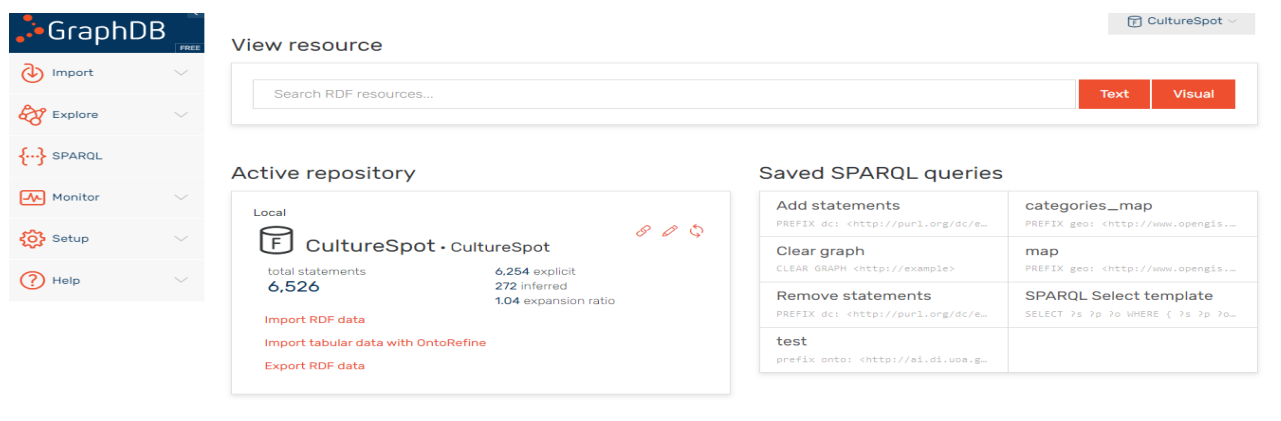 GraphDB
FREE
Import
Explore
SPARQL
Monitor
Setup
Help
CultureSpot
View resource
Search RDF resources...
Text
Visual
Active repository
Local
CultureSpot · CultureSpot
total statements
6,526
6,254 explicit
272 inferred
1.04 expansion ratio
Import RDF data
Import tabular data with OntoRefine
Export RDF data
Saved SPARQL queries
Add statements
PREFIX dc: <http://purl.org/dc/e…
categories_map
PREFIX geo: <http://www.opengis.…
Clear graph
CLEAR GRAPH <http://example>
map
PREFIX geo: <http://www.opengis.…
Remove statements
PREFIX dc: <http://purl.org/dc/e…
SPARQL Select template
SELECT ?s ?p ?o WHERE { ?s ?p ?o…
test
prefix onto: <http://ai.di.uoa.g…